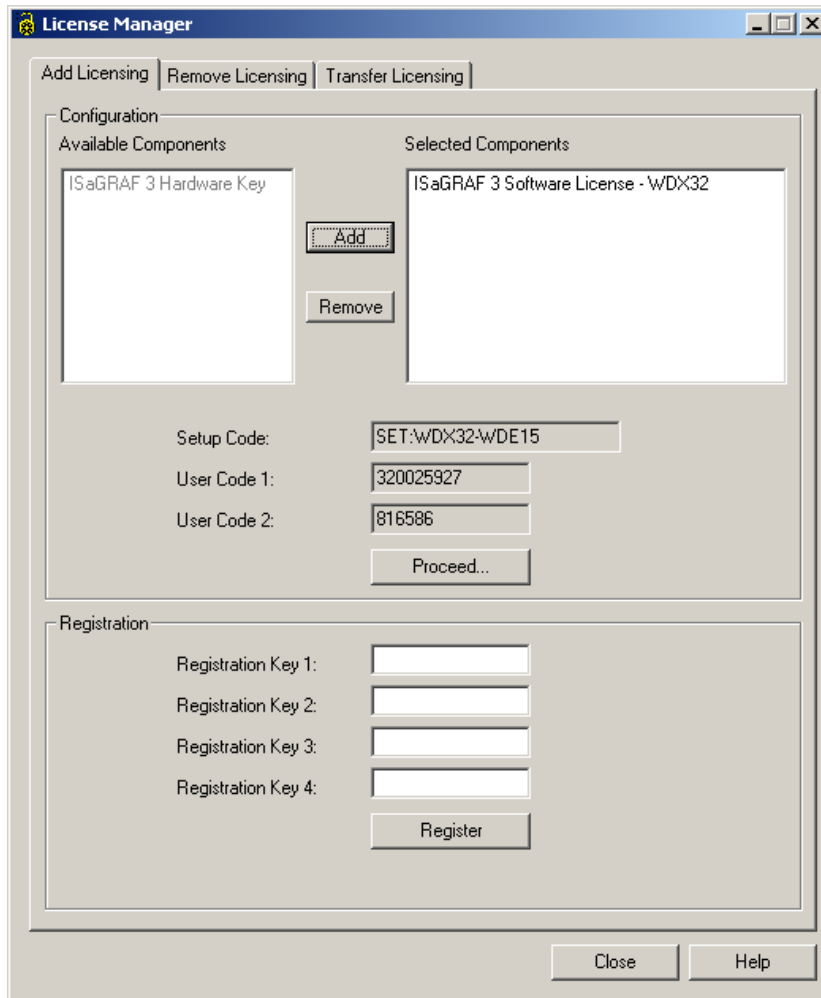 License Manager
Add Licensing Remove Licensing Transfer Licensing
Configuration
Available Components Selected Components
ISaGRAF 3 Hardware Key ISaGRAF 3 Software License - WDX32
Add
Remove
Setup Code: SET:WDX32-WDE15
User Code 1: 320025927
User Code 2: 816586
Proceed...
Registration
Registration Key 1:
Registration Key 2:
Registration Key 3:
Registration Key 4:
Register
Close Help